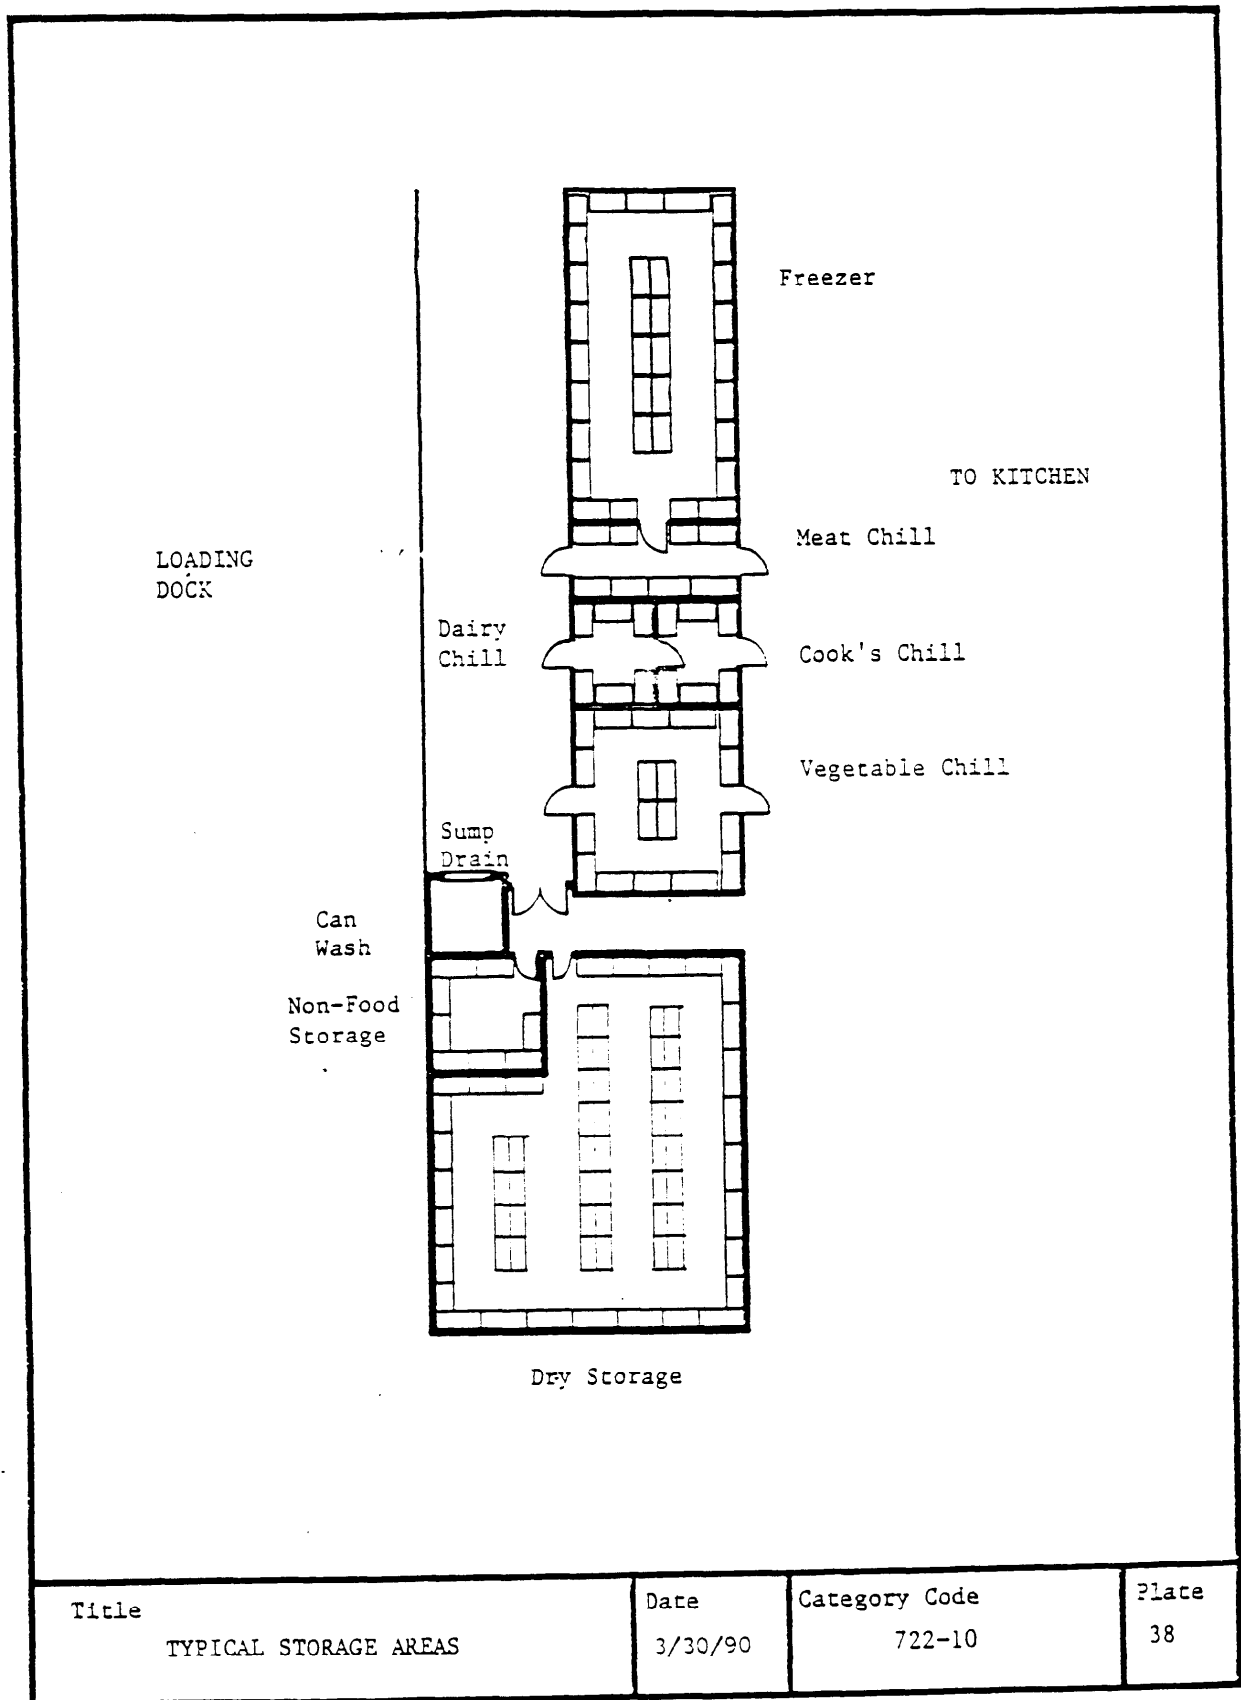 Freezer
TO KITCHEN
Meat Chill
LOADING
DOCK
Dairy
Chill
Cook's Chill
Vegetable Chill
Sump
Drain
Can
Wash
Non-Food
Storage
Dry Storage
Title
TYPICAL STORAGE AREAS
Date
3/30/90
Category Code
722-10
Plate
38